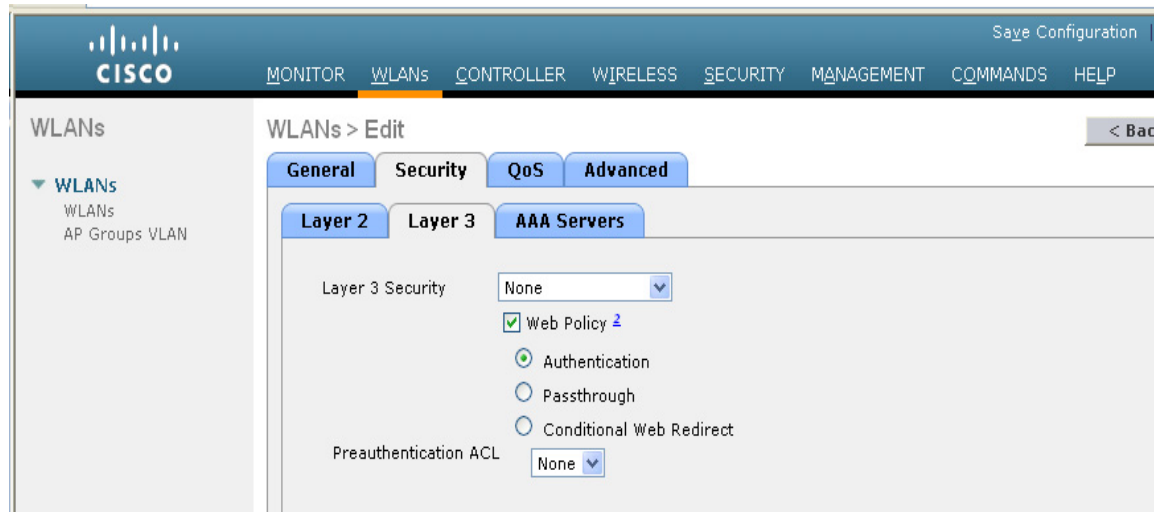 Save Configuration |
CISCO
MONITOR WLANs CONTROLLER WIRELESS SECURITY MANAGEMENT COMMANDS HELP
WLANs
WLANs > Edit
< Bac
General Security QoS Advanced
WLANs
WLANs
AP Groups VLAN
Layer 2 Layer 3 AAA Servers
Layer 3 Security None
Web Policy 2
Authentication
Passthrough
Conditional Web Redirect
Preauthentication ACL None